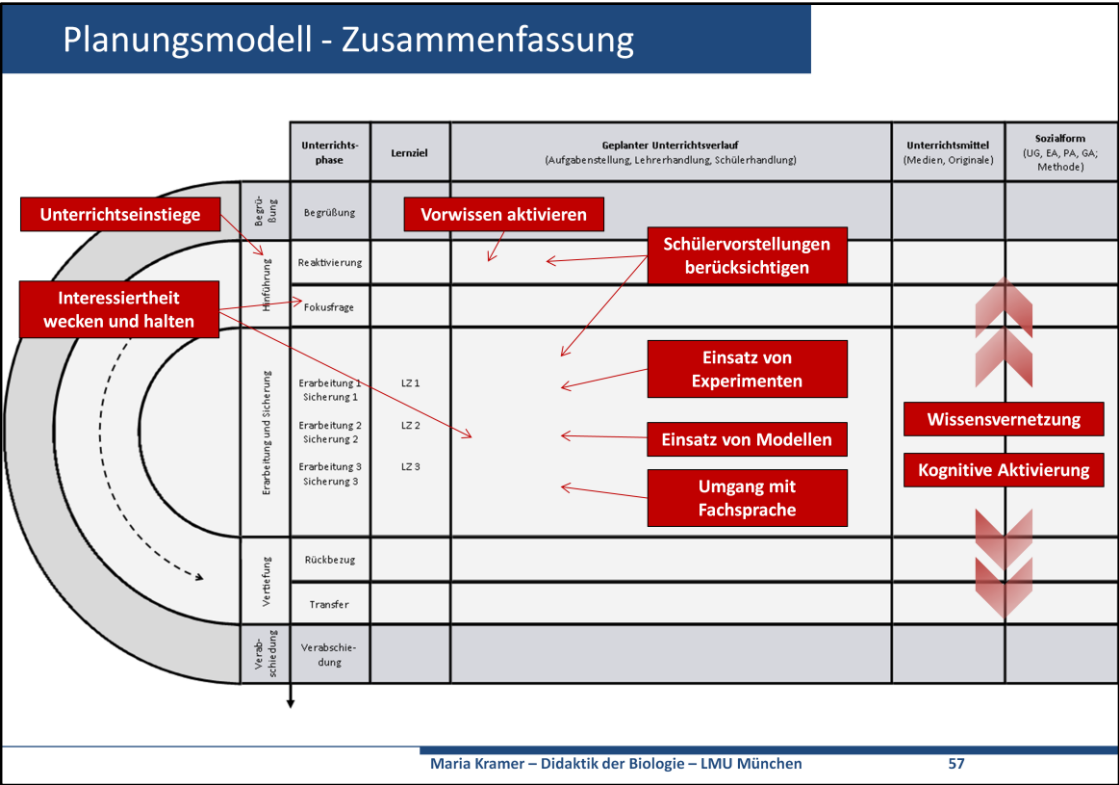 Planungsmodell - Zusammenfassung
Unterrichts-
phase
Lernziel
Geplanter Unterrichtsverlauf
(Aufgabenstellung, Lehrerhandlung, Schülerhandlung)
Unterrichtsmittel
(Medien, Originale)
Sozialform
(UG, EA, PA, GA;
Methode)
Begrü-
ßung
Begrüßung
Unterrichtseinstiege
Vorwissen aktivieren
Schülervorstellungen
berücksichtigen
Hinführung
Reaktivierung
Fokusfrage
Interessiertheit
wecken und halten
Erarbeitung und Sicherung
Erarbeitung 1
Sicherung 1
LZ 1
Erarbeitung 2
Sicherung 2
LZ 2
Erarbeitung 3
Sicherung 3
LZ 3
Einsatz von
Experimenten
Einsatz von Modellen
Umgang mit
Fachsprache
Wissensvernetzung
Kognitive Aktivierung
Vertiefung
Rückbezug
Transfer
Verab-
schiedung
Verabschie-
dung
Maria Kramer – Didaktik der Biologie – LMU München
57